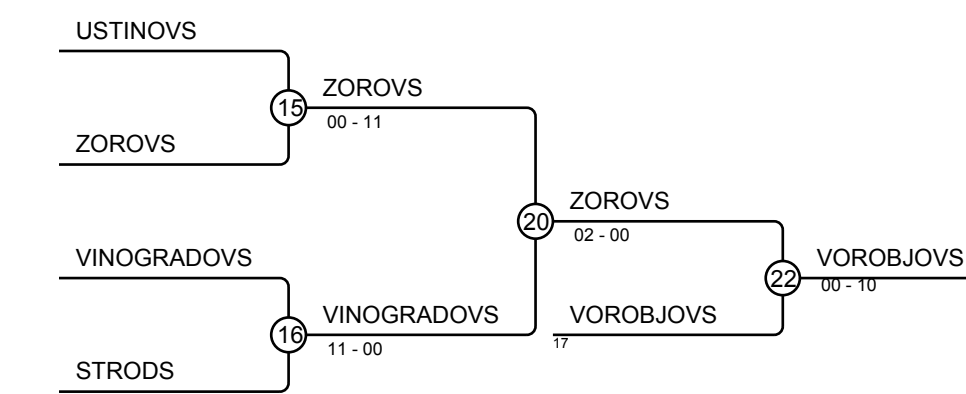 USTINOVS
ZOROVS
15
00 - 11
ZOROVS
ZOROVS
20
02 - 00
VINOGRADOVS
VOROBJOVS
22
00 - 10
VINOGRADOVS
16
11 - 00
VOROBJOVS
17
STRODS